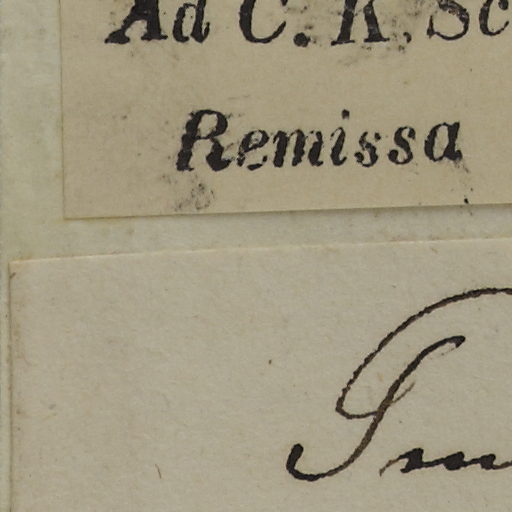 Ad C. K. Sc
Remissa